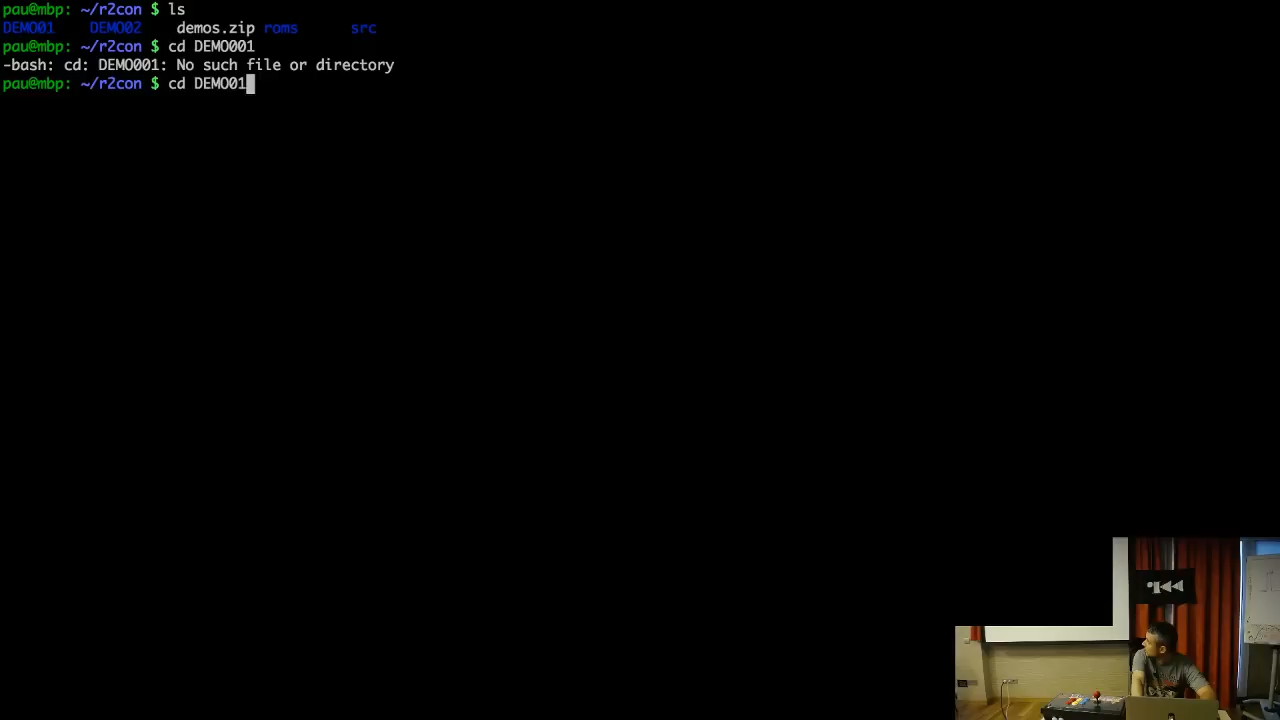 pau@mbp: ~/r2con $ ls
DEMO01 DEMO02 demos.zip roms src
pau@mbp: ~/r2con $ cd DEMO001
-bash: cd: DEMO001: No such file or directory
pau@mbp: ~/r2con $ cd DEMO01